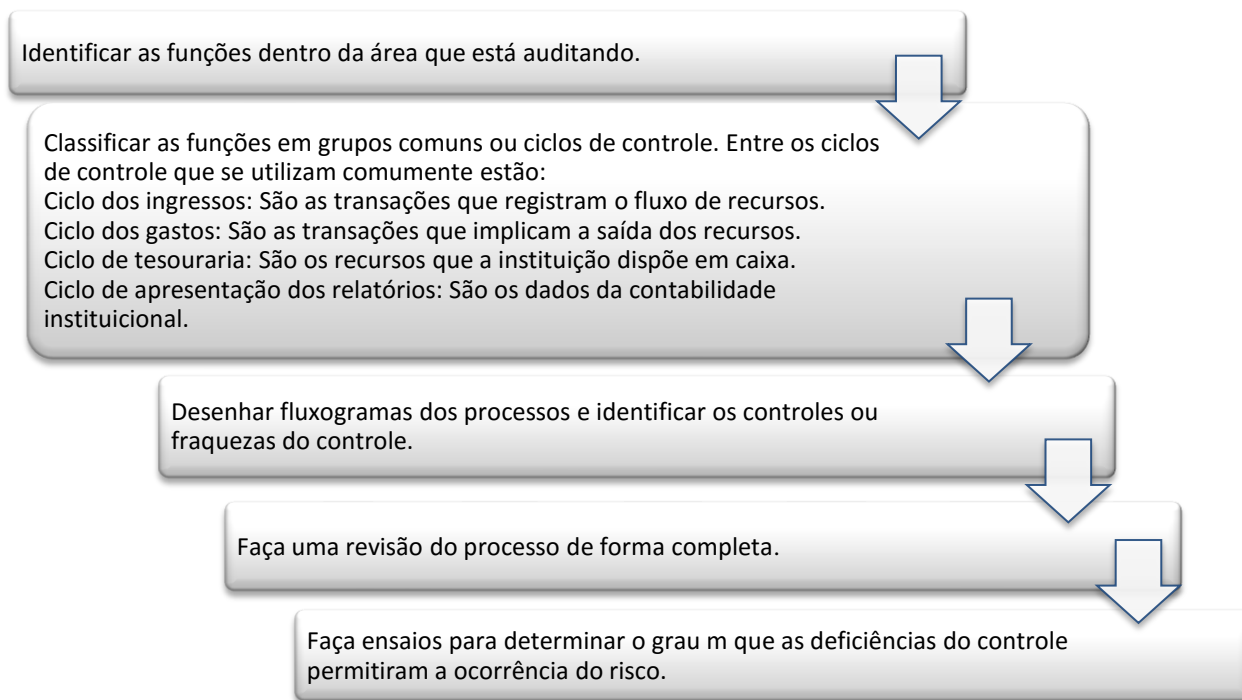 Identificar as funções dentro da área que está auditando.
Classificar as funções em grupos comuns ou ciclos de controle. Entre os ciclos
de controle que se utilizam comumente estão:
Ciclo dos ingressos: São as transações que registram o fluxo de recursos.
Ciclo dos gastos: São as transações que implicam a saída dos recursos.
Ciclo de tesouraria: São os recursos que a instituição dispõe em caixa.
Ciclo de apresentação dos relatórios: São os dados da contabilidade
instituicional.
Desenhar fluxogramas dos processos e identificar os controles ou
fraquezas do controle.
Faça uma revisão do processo de forma completa.
Faça ensaios para determinar o grau m que as deficiências do controle
permitiram a ocorrência do risco.